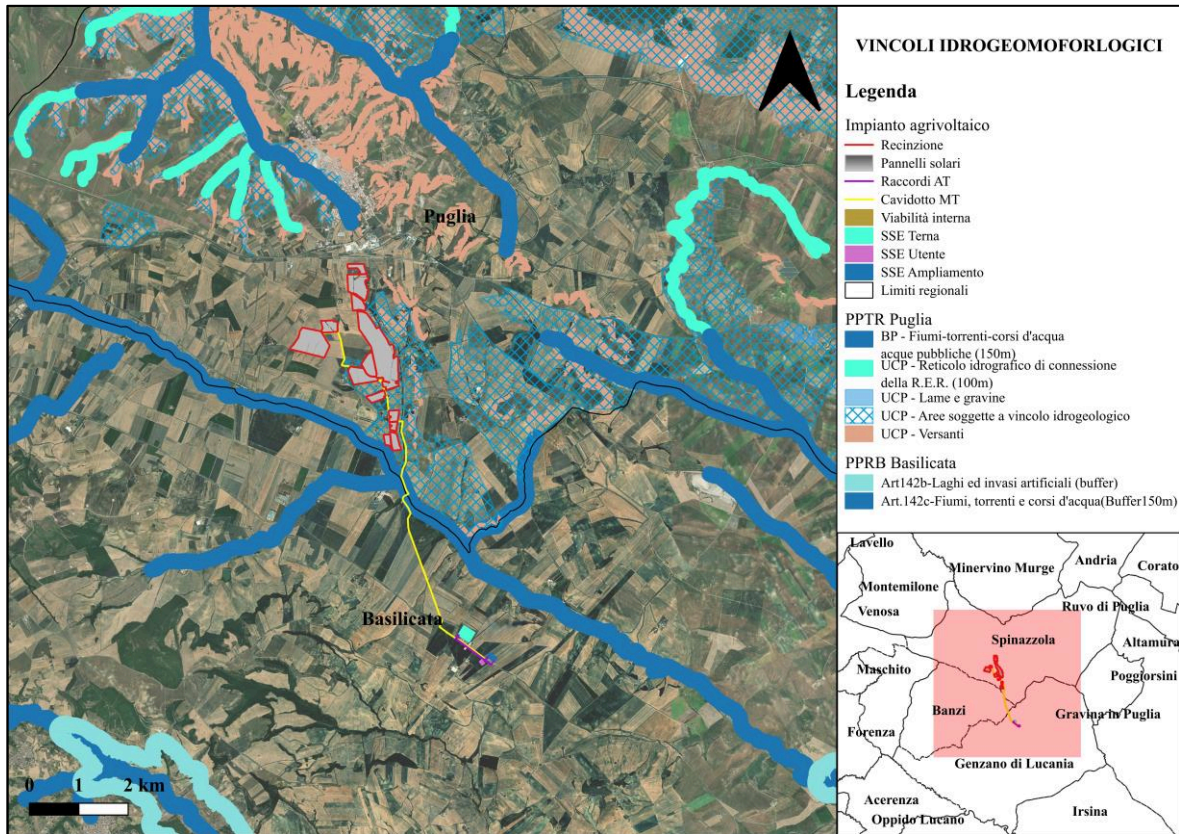 VINCOLI IDROGEOMOFORLOGICI
Legenda
Impianto agrivoltaico
Recinzione
Pannelli solari
Raccordi AT
Cavidotto MT
Viabilità interna
SSE Terna
SSE Utente
SSE Ampliamento
Limiti regionali
PPTR Puglia
BP - Fiumi-torrenti-corsi d'acqua
acque pubbliche (150m)
UCP - Reticolo idrografico di connessione
della R.E.R. (100m)
UCP - Lame e gravine
UCP - Aree soggette a vincolo idrogeologico
UCP - Versanti
PPRB Basilicata
Art142b-Laghi ed invasi artificiali (buffer)
Art.142c-Fiumi, torrenti e corsi d'acqua(Buffer150m)
Puglia
Basilicata
0 1 2 km
Lavello
Minervino Murge
Andria
Corato
Montemilone
Venosa
Ruvo di Puglia
Spinazzola
Altamura
Maschito
Poggiorsini
Banzi
Gravina in Puglia
Forenza
Genzano di Lucania
Acerenza
Oppido Lucano
Irsina